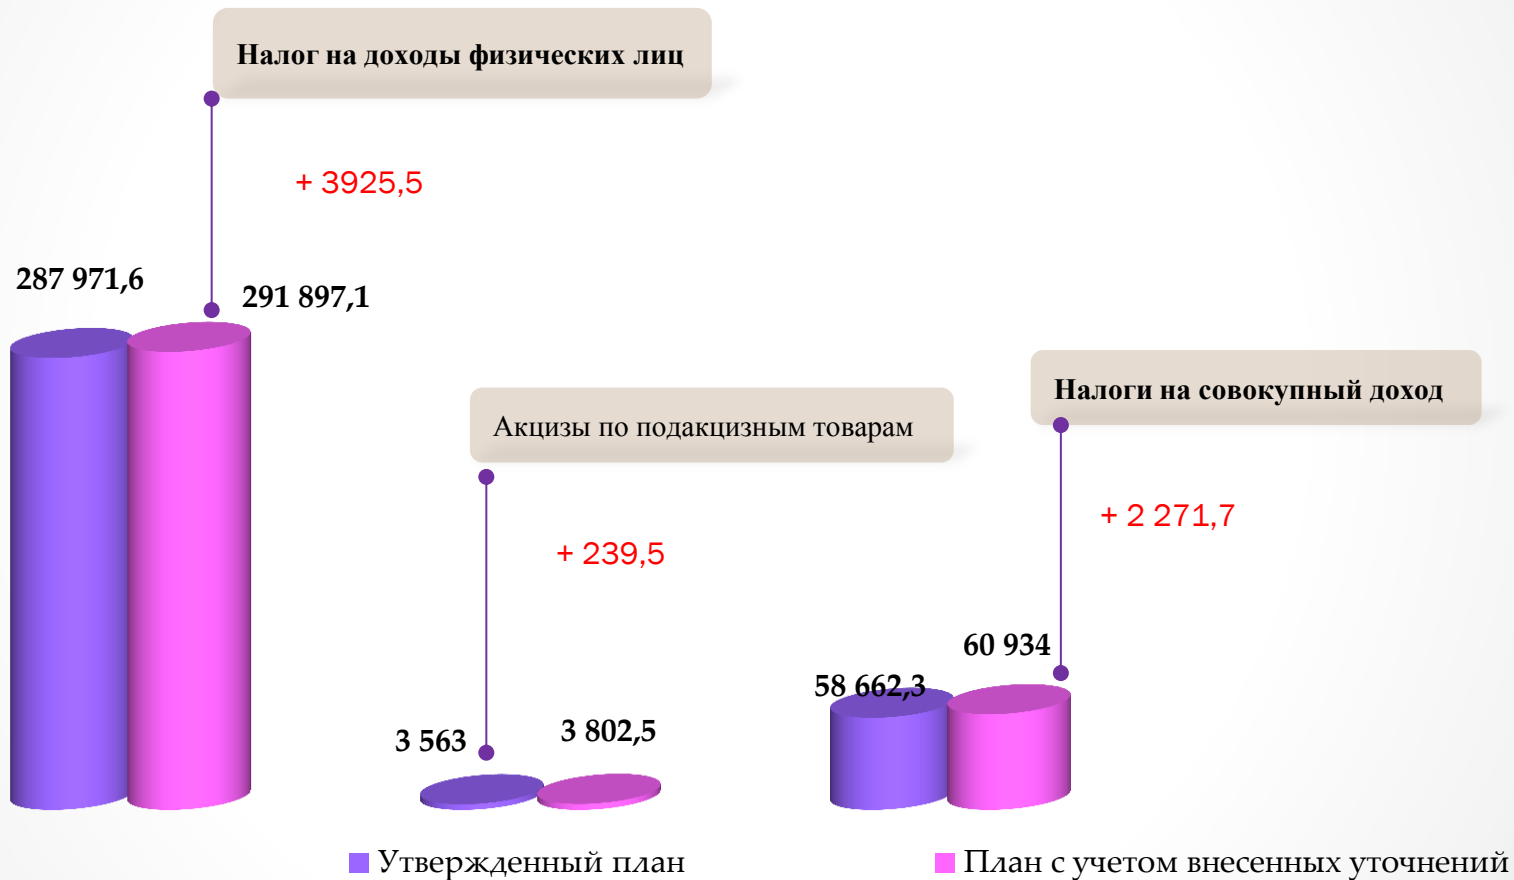 Налог на доходы физических лиц
+ 3925,5
287 971,6
291 897,1
Акцизы по подакцизным товарам
+ 239,5
3 563
3 802,5
Налоги на совокупный доход
+ 2 271,7
58 662,3
60 934
Утвержденный план
План с учетом внесенных уточнений